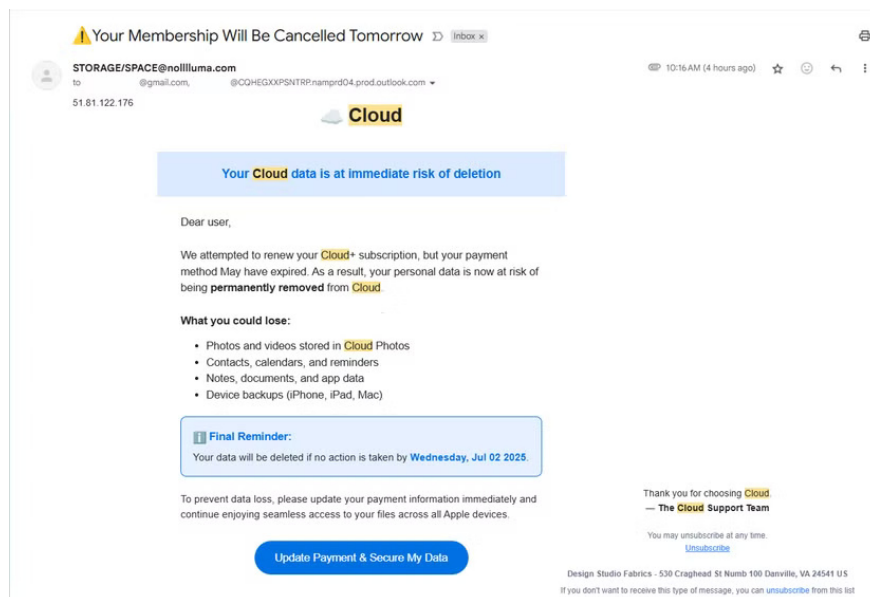 ⚠️Your Membership Will Be Cancelled Tomorrow Inbox x
STORAGE/SPACE@nolllluma.com
10:16 AM (4 hours ago)
to @gmail.com, @CQHEGXXPSNTRP.namprd04.prod.outlook.com
51.81.122.176
Cloud
Your Cloud data is at immediate risk of deletion
Dear user,
We attempted to renew your Cloud+ subscription, but your payment
method May have expired. As a result, your personal data is now at risk of
being permanently removed from Cloud.
What you could lose:
• Photos and videos stored in Cloud Photos
• Contacts, calendars, and reminders
• Notes, documents, and app data
• Device backups (iPhone, iPad, Mac)
ℹ️ Final Reminder:
Your data will be deleted if no action is taken by Wednesday, Jul 02 2025.
To prevent data loss, please update your payment information immediately and
continue enjoying seamless access to your files across all Apple devices.
Update Payment & Secure My Data
Thank you for choosing Cloud.
— The Cloud Support Team
You may unsubscribe at any time.
Unsubscribe
Design Studio Fabrics - 530 Craghead St Numb 100 Danville, VA 24541 US
If you don't want to receive this type of message, you can unsubscribe from this list